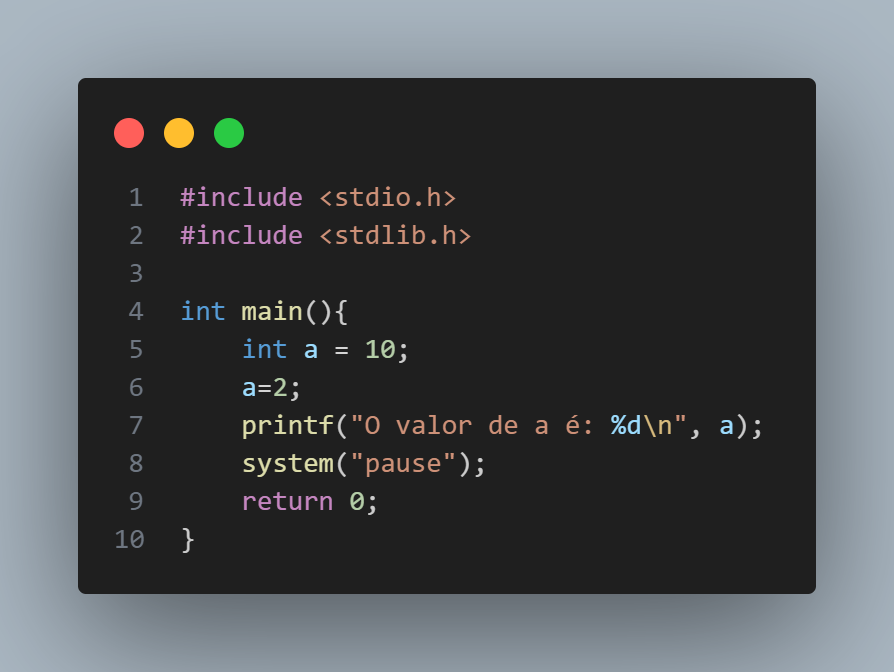 1 #include <stdio.h>
2 #include <stdlib.h>
3
4 int main(){
5     int a = 10;
6     a=2;
7     printf("O valor de a é: %d\n", a);
8     system("pause");
9     return 0;
10 }